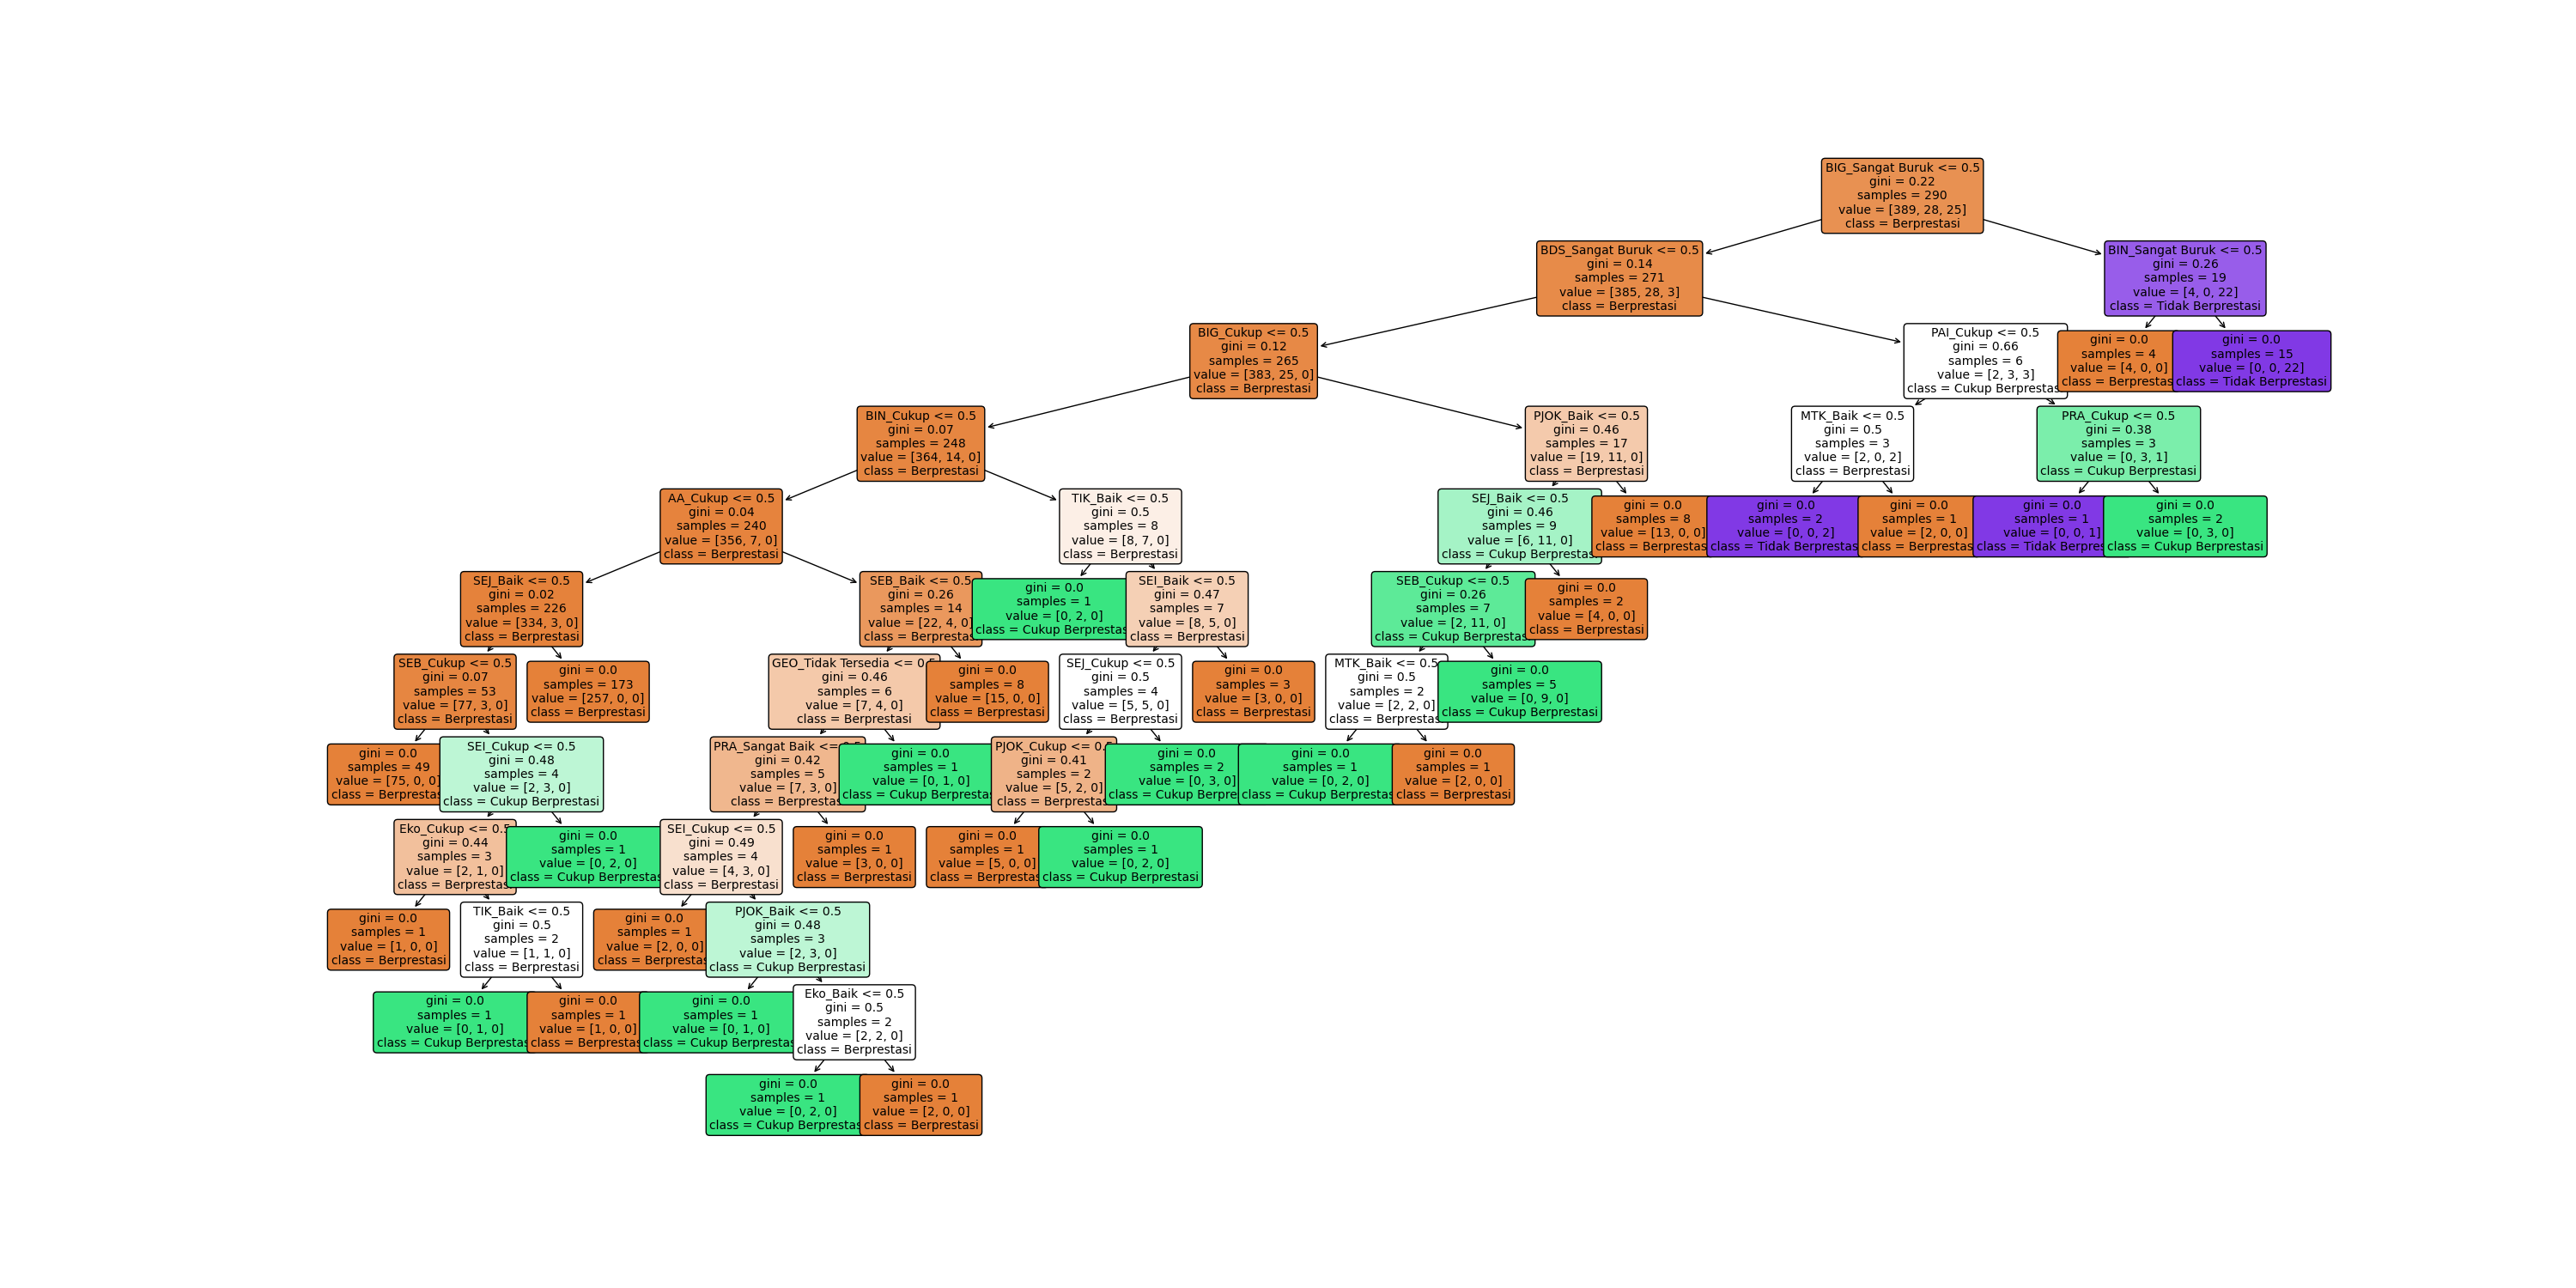 BIG_Sangat Buruk <= 0.5
gini = 0.22
samples = 290
value = [389, 28, 25]
class = Berprestasi
BDS_Sangat Buruk <= 0.5
gini = 0.14
samples = 271
value = [385, 28, 3]
class = Berprestasi
BIN_Sangat Buruk <= 0.5
gini = 0.26
samples = 19
value = [4, 0, 22]
class = Tidak Berprestasi
BIG_Cukup <= 0.5
gini = 0.12
samples = 265
value = [383, 25, 0]
class = Berprestasi
PAI_Cukup <= 0.5
gini = 0.66
samples = 6
value = [2, 3, 3]
class = Cukup Berprestas
gini = 0.0
samples = 4
value = [4, 0, 0]
class = Berprestas
gini = 0.0
samples = 15
value = [0, 0, 22]
class = Tidak Berprestasi
BIN_Cukup <= 0.5
gini = 0.07
samples = 248
value = [364, 14, 0]
class = Berprestasi
PJOK_Baik <= 0.5
gini = 0.46
samples = 17
value = [19, 11, 0]
class = Berprestasi
MTK_Baik <= 0.5
gini = 0.5
samples = 3
value = [2, 0, 2]
class = Berprestasi
PRA_Cukup <= 0.5
gini = 0.38
samples = 3
value = [0, 3, 1]
class = Cukup Berprestasi
AA_Cukup <= 0.5
gini = 0.04
samples = 240
value = [356, 7, 0]
class = Berprestasi
TIK_Baik <= 0.5
gini = 0.5
samples = 8
value = [8, 7, 0]
class = Berprestasi
SEJ_Baik <= 0.5
gini = 0.46
samples = 9
value = [6, 11, 0]
class = Cukup Berprestas
gini = 0.0
samples = 8
value = [13, 0, 0]
class = Berprestas
gini = 0.0
samples = 2
value = [0, 0, 2]
class = Tidak Berprestas
gini = 0.0
samples = 1
value = [2, 0, 0]
class = Berprestas
gini = 0.0
samples = 1
value = [0, 0, 1]
class = Tidak Berpres
gini = 0.0
samples = 2
value = [0, 3, 0]
class = Cukup Berprestasi
SEJ_Baik <= 0.5
gini = 0.02
samples = 226
value = [334, 3, 0]
class = Berprestasi
SEB_Baik <= 0.5
gini = 0.26
samples = 14
value = [22, 4, 0]
class = Berprestas
gini = 0.0
samples = 1
value = [0, 2, 0]
class = Cukup Berprestas
SEI_Baik <= 0.5
gini = 0.47
samples = 7
value = [8, 5, 0]
class = Berprestasi
SEB_Cukup <= 0.5
gini = 0.26
samples = 7
value = [2, 11, 0]
class = Cukup Berprestas
gini = 0.0
samples = 2
value = [4, 0, 0]
class = Berprestasi
SEB_Cukup <= 0.5
gini = 0.07
samples = 53
value = [77, 3, 0]
class = Berprestasi
gini = 0.0
samples = 173
value = [257, 0, 0]
class = Berprestasi
GEO_Tidak Tersedia <= 0.5
gini = 0.46
samples = 6
value = [7, 4, 0]
class = Berprestasi
gini = 0.0
samples = 8
value = [15, 0, 0]
class = Berprestasi
SEJ_Cukup <= 0.5
gini = 0.5
samples = 4
value = [5, 5, 0]
class = Berprestasi
gini = 0.0
samples = 3
value = [3, 0, 0]
class = Berprestasi
MTK_Baik <= 0.5
gini = 0.5
samples = 2
value = [2, 2, 0]
class = Berprestas
gini = 0.0
samples = 5
value = [0, 9, 0]
class = Cukup Berprestasi
gini = 0.0
samples = 49
value = [75, 0, 0]
class = Berprestas
SEI_Cukup <= 0.5
gini = 0.48
samples = 4
value = [2, 3, 0]
class = Cukup Berprestasi
PRA_Sangat Baik <= 0.5
gini = 0.42
samples = 5
value = [7, 3, 0]
class = Berprestas
gini = 0.0
samples = 1
value = [0, 1, 0]
class = Cukup Berprestas
PJOK_Cukup <= 0.5
gini = 0.41
samples = 2
value = [5, 2, 0]
class = Berprestas
gini = 0.0
samples = 2
value = [0, 3, 0]
class = Cukup Berpre
gini = 0.0
samples = 1
value = [0, 2, 0]
class = Cukup Berprestas
gini = 0.0
samples = 1
value = [2, 0, 0]
class = Berprestasi
Eko_Cukup <= 0.5
gini = 0.44
samples = 3
value = [2, 1, 0]
class = Berprestas
gini = 0.0
samples = 1
value = [0, 2, 0]
class = Cukup Berprestas
SEI_Cukup <= 0.5
gini = 0.49
samples = 4
value = [4, 3, 0]
class = Berprestasi
gini = 0.0
samples = 1
value = [3, 0, 0]
class = Berprestasi
gini = 0.0
samples = 1
value = [5, 0, 0]
class = Berprestas
gini = 0.0
samples = 1
value = [0, 2, 0]
class = Cukup Berprestasi
gini = 0.0
samples = 1
value = [1, 0, 0]
class = Berprestasi
TIK_Baik <= 0.5
gini = 0.5
samples = 2
value = [1, 1, 0]
class = Berprestasi
gini = 0.0
samples = 1
value = [2, 0, 0]
class = Berprestas
PJOK_Baik <= 0.5
gini = 0.48
samples = 3
value = [2, 3, 0]
class = Cukup Berprestasi
gini = 0.0
samples = 1
value = [0, 1, 0]
class = Cukup Berprestas
gini = 0.0
samples = 1
value = [1, 0, 0]
class = Berprestas
gini = 0.0
samples = 1
value = [0, 1, 0]
class = Cukup Berprestas
Eko_Baik <= 0.5
gini = 0.5
samples = 2
value = [2, 2, 0]
class = Berprestasi
gini = 0.0
samples = 1
value = [0, 2, 0]
class = Cukup Berprestas
gini = 0.0
samples = 1
value = [2, 0, 0]
class = Berprestasi